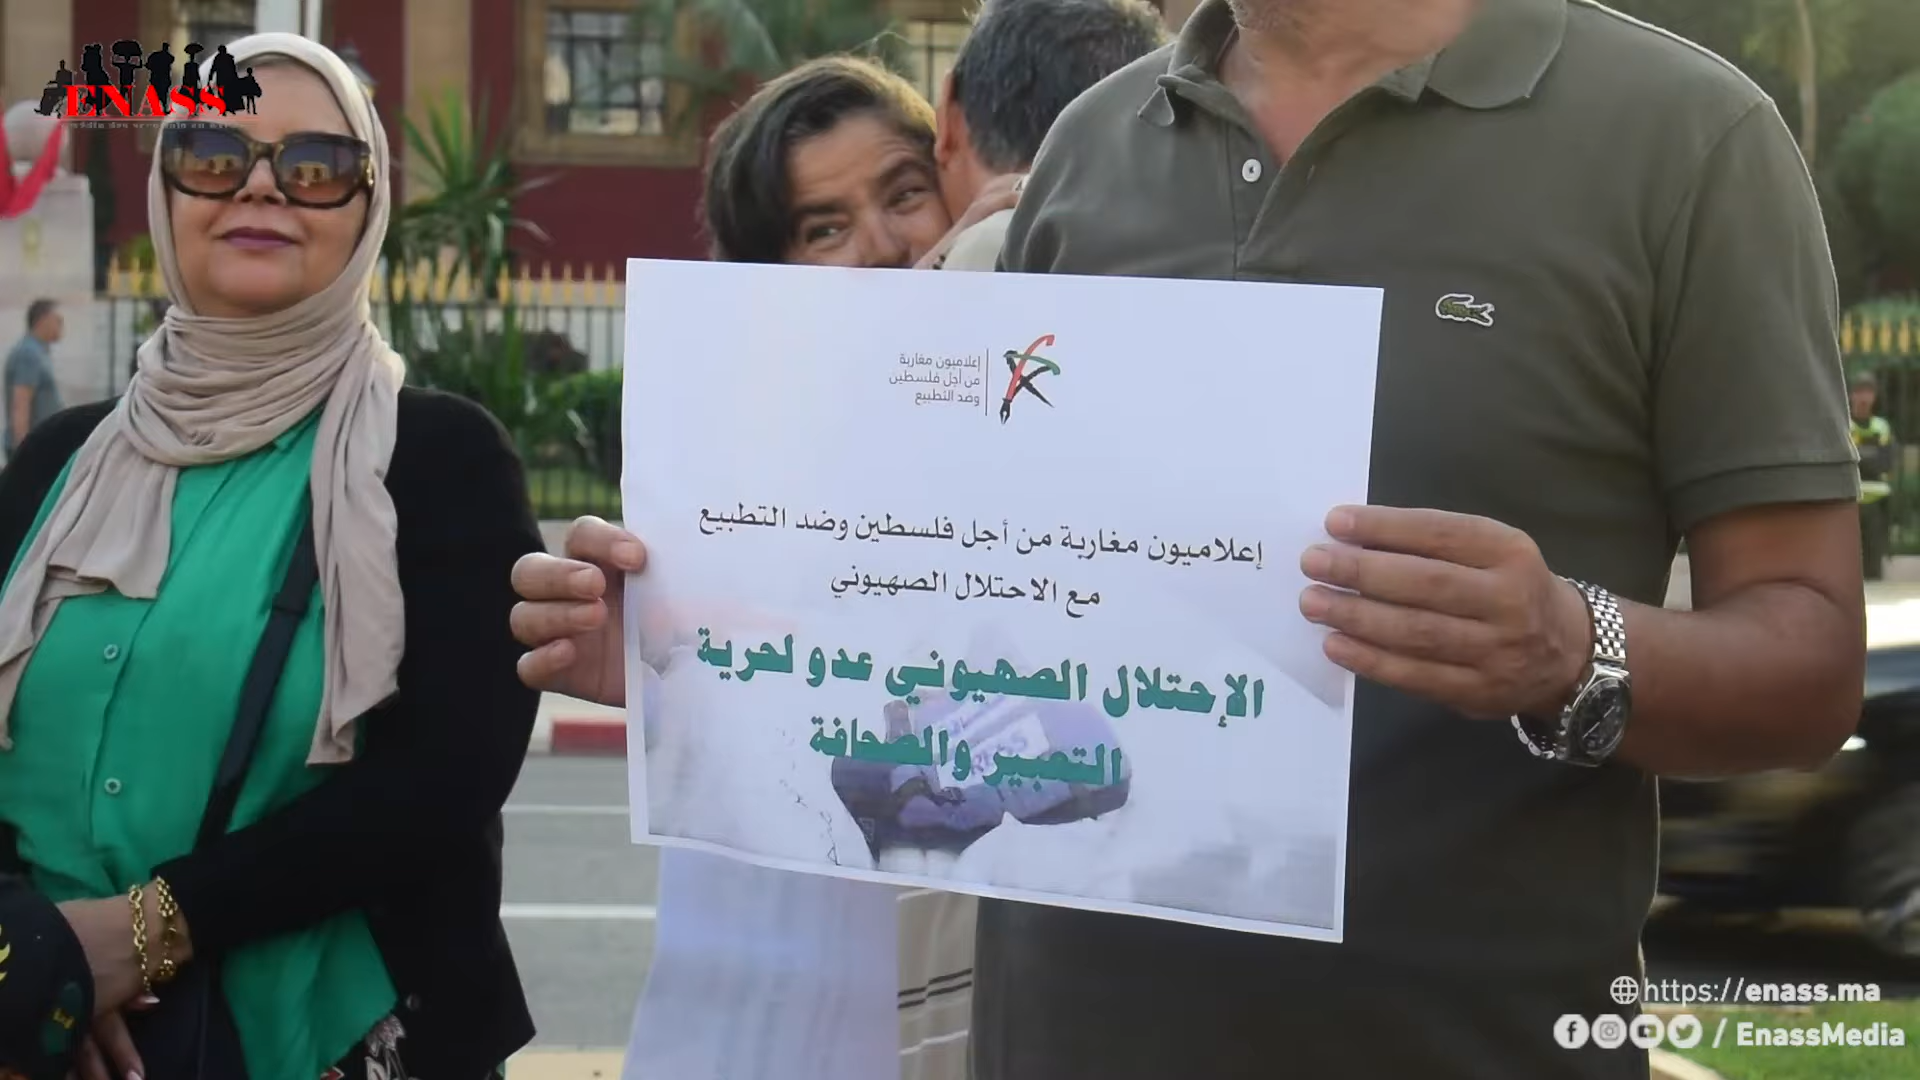 ENASS
إعلاميون مغاربة
من أجل فلسطين
وضد التطبيع
إعلاميون مغاربة من أجل فلسطين وضد التطبيع
مع الاحتلال الصهيوني
الإحتلال الصهيوني عدو لحرية
التعبير والصحافة
https://enass.ma
/ EnassMedia